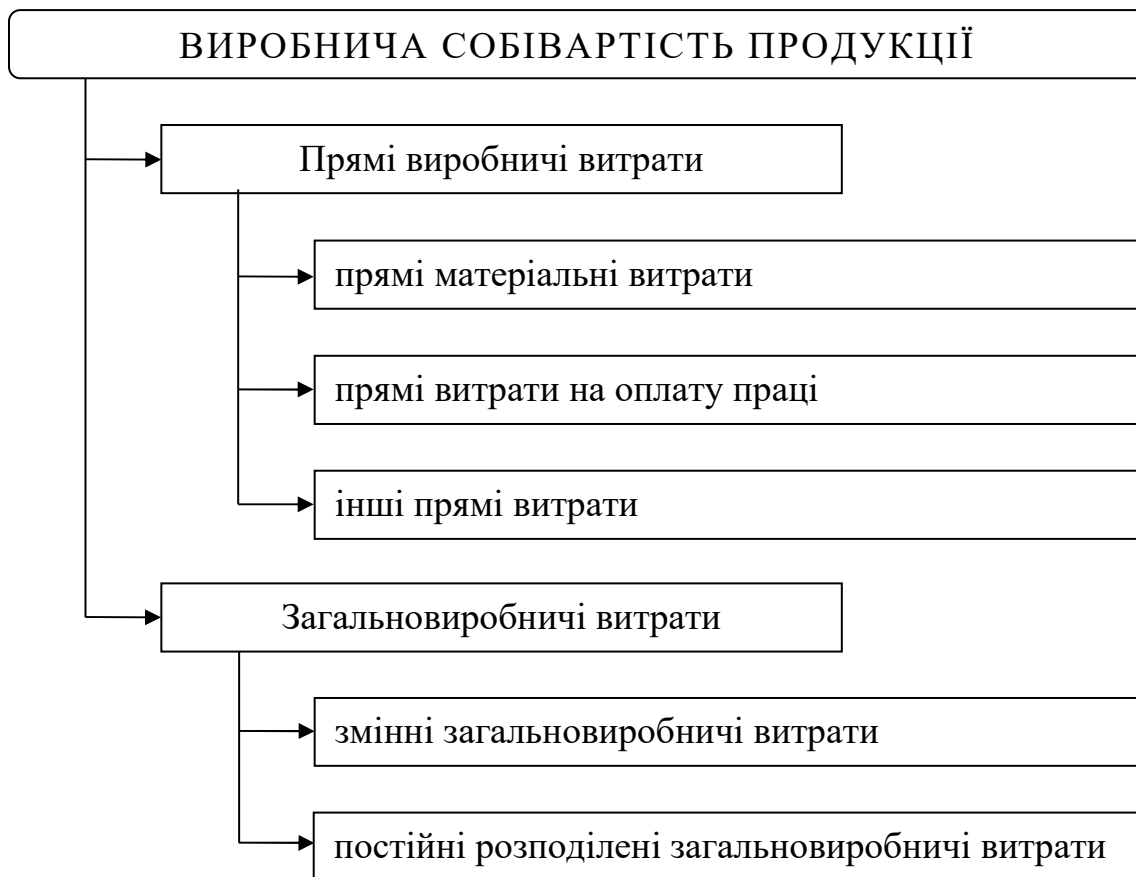 ВИРОБНИЧА СОБІВАРТІСТЬ ПРОДУКЦІЇ
Прямі виробничі витрати
прямі матеріальні витрати
прямі витрати на оплату праці
інші прямі витрати
Загальновиробничі витрати
змінні загальновиробничі витрати
постійні розподілені загальновиробничі витрати